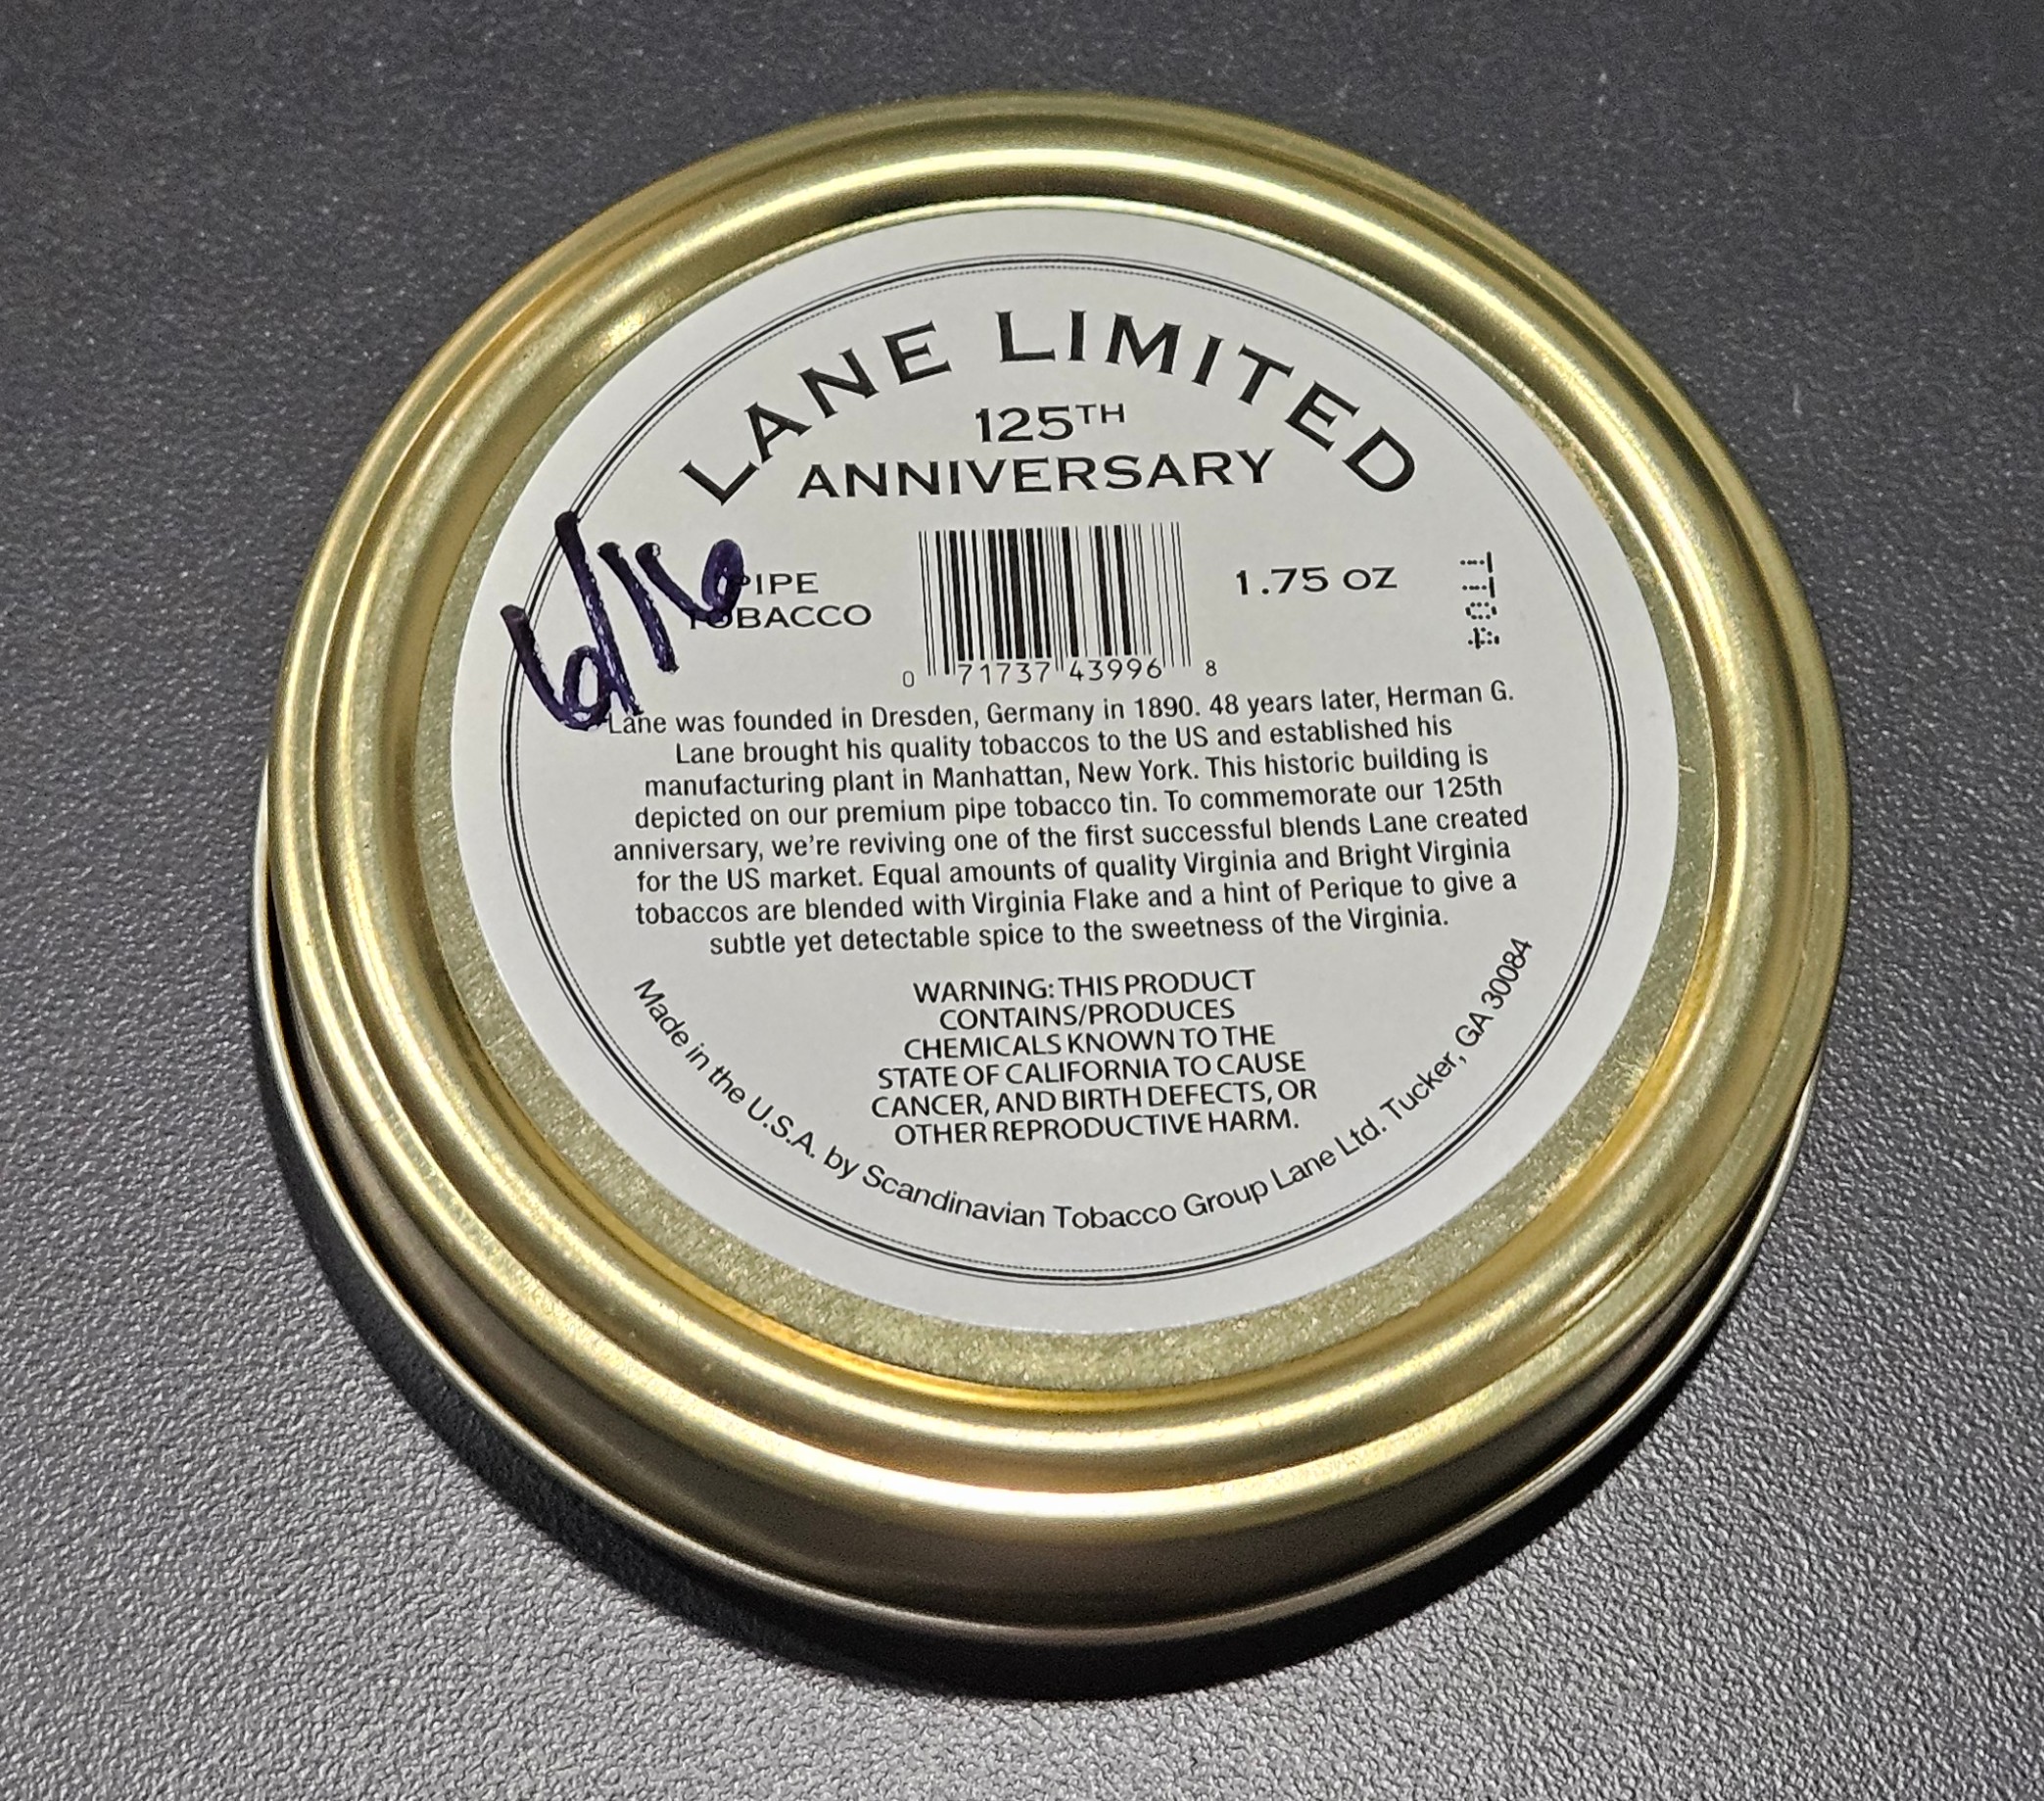 LANE LIMITED
125TH
ANNIVERSARY
6/16
PIPE
TOBACCO
1.75 OZ
0 71737 43996 8
Lane was founded in Dresden, Germany in 1890. 48 years later, Herman G.
Lane brought his quality tobaccos to the US and established his
manufacturing plant in Manhattan, New York. This historic building is
depicted on our premium pipe tobacco tin. To commemorate our 125th
anniversary, we're reviving one of the first successful blends Lane created
for the US market. Equal amounts of quality Virginia and Bright Virginia
tobaccos are blended with Virginia Flake and a hint of Perique to give a
subtle yet detectable spice to the sweetness of the Virginia.
WARNING: THIS PRODUCT
CONTAINS/PRODUCES
CHEMICALS KNOWN TO THE
STATE OF CALIFORNIA TO CAUSE
CANCER, AND BIRTH DEFECTS, OR
OTHER REPRODUCTIVE HARM.
Made in the U.S.A. by Scandinavian Tobacco Group Lane Ltd. Tucker, GA 30084